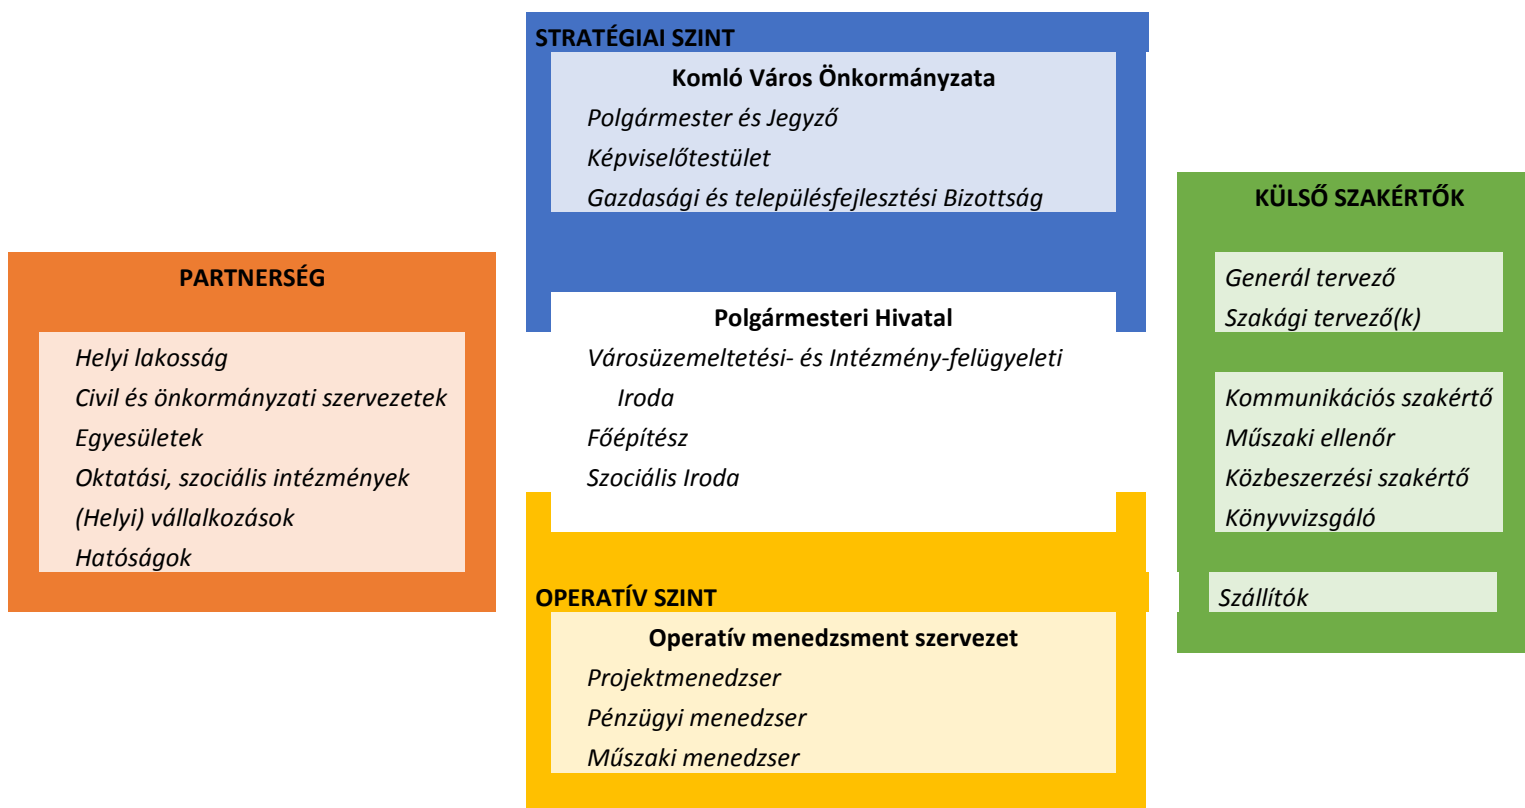 STRATÉGIAI SZINT
Komló Város Önkormányzata
Polgármester és Jegyző
Képviselőtestület
Gazdasági és településfejlesztési Bizottság
PARTNERSÉG
Helyi lakosság
Civil és önkormányzati szervezetek
Egyesületek
Oktatási, szociális intézmények
(Helyi) vállalkozások
Hatóságok
Polgármesteri Hivatal
Városüzemeltetési- és Intézmény-felügyeleti
Iroda
Főépítész
Szociális Iroda
OPERATÍV SZINT
Operatív menedzsment szervezet
Projektmenedzser
Pénzügyi menedzser
Műszaki menedzser
KÜLSŐ SZAKÉRTŐK
Generál tervező
Szakági tervező(k)
Kommunikációs szakértő
Műszaki ellenőr
Közbeszerzési szakértő
Könyvvizsgáló
Szállítók